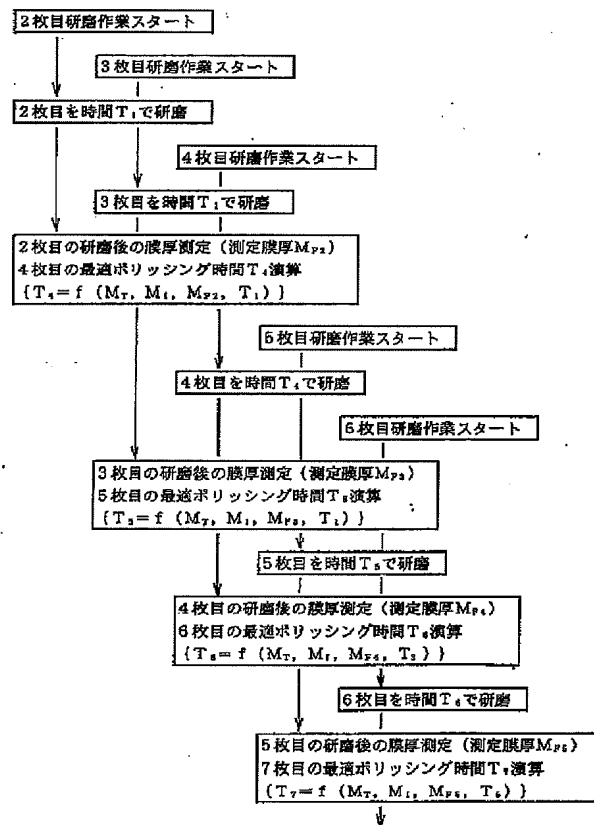 2枚目研磨作業スタート
3枚目研磨作業スタート
2枚目を時間T₁で研磨
4枚目研磨作業スタート
3枚目を時間T₁で研磨
2枚目の研磨後の膜厚測定（測定膜厚M_F2）
4枚目の最適ポリッシング時間T₄演算
{T₄＝f（M_T，M_I，M_F2，T₁）}
5枚目研磨作業スタート
4枚目を時間T₄で研磨
6枚目研磨作業スタート
3枚目の研磨後の膜厚測定（測定膜厚M_F3）
5枚目の最適ポリッシング時間T₅演算
{T₅＝f（M_T，M_I，M_F3，T₁）}
5枚目を時間T₅で研磨
4枚目の研磨後の膜厚測定（測定膜厚M_F4）
6枚目の最適ポリッシング時間T₆演算
{T₆＝f（M_T，M_I，M_F4，T₃）}
6枚目を時間T₆で研磨
5枚目の研磨後の膜厚測定（測定膜厚M_F5）
7枚目の最適ポリッシング時間T₇演算
{T₇＝f（M_T，M_I，M_F5，T₅）}